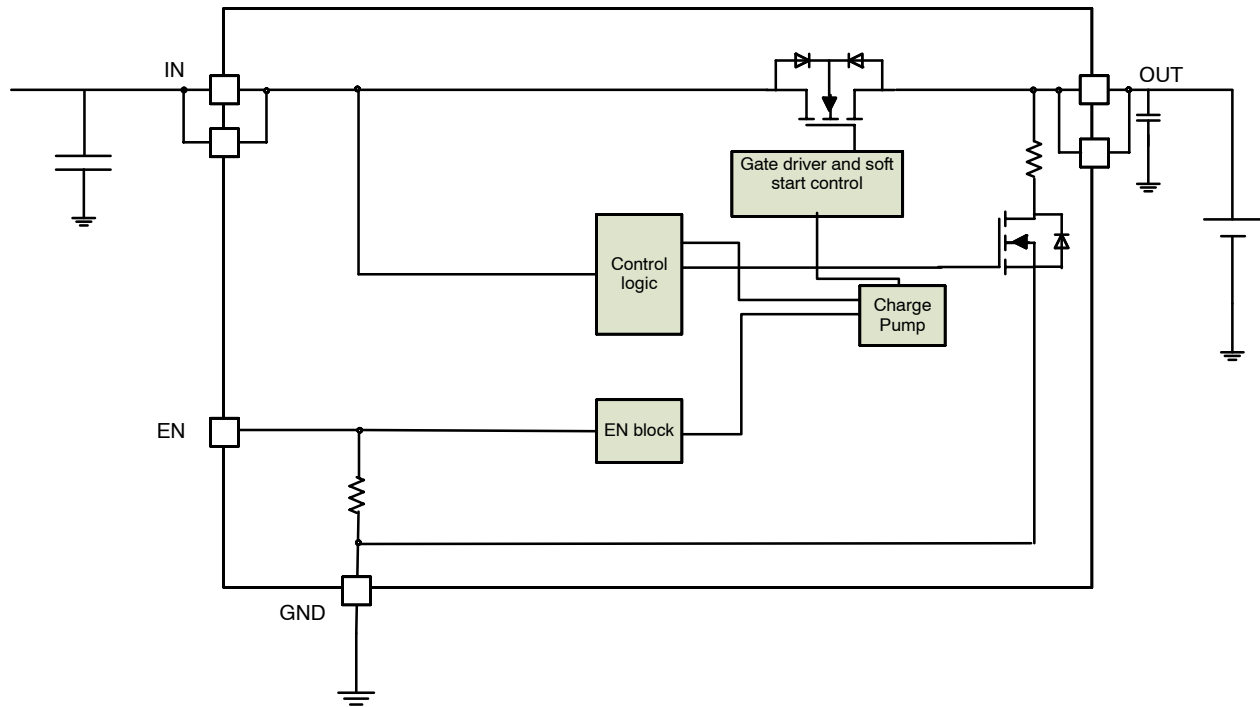 IN
OUT
Gate driver and soft
start control
Control
logic
Charge
Pump
EN
EN block
GND